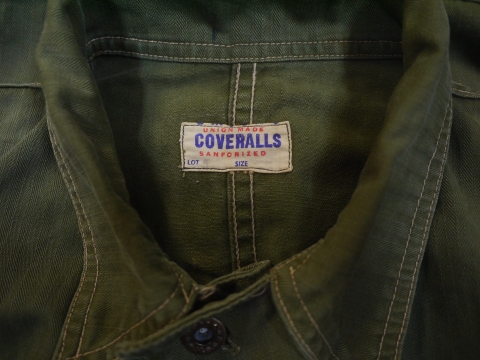 UNION MADE
COVERALLS
SANFORIZED
LOT SIZE